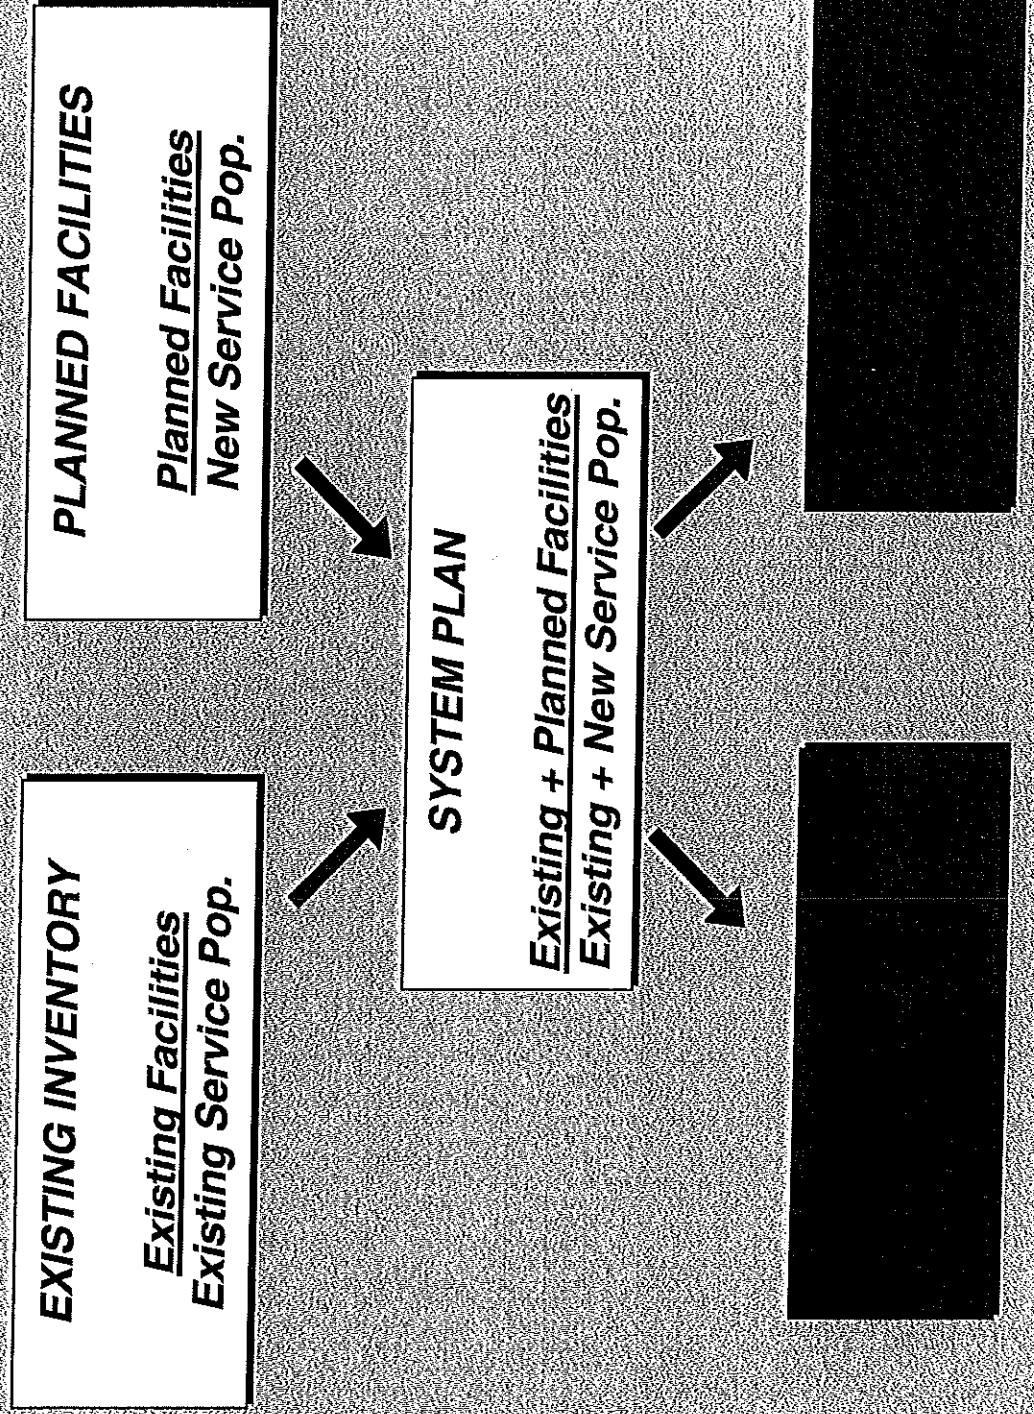 EXISTING INVENTORY
Existing Facilities
Existing Service Pop.
PLANNED FACILITIES
Planned Facilities
New Service Pop.
SYSTEM PLAN
Existing + Planned Facilities
Existing + New Service Pop.